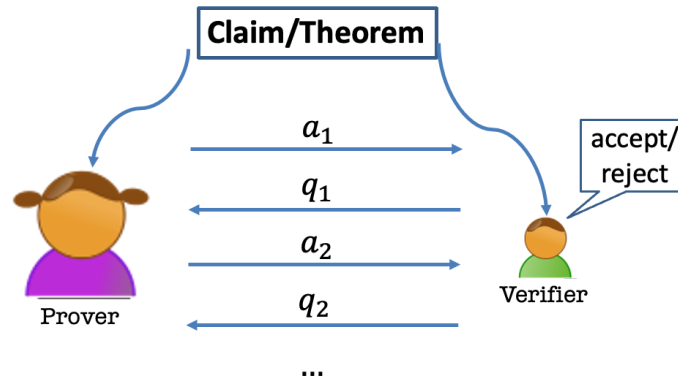 Claim/Theorem
a₁
q₁
a₂
q₂
...
accept/
reject
Prover
Verifier